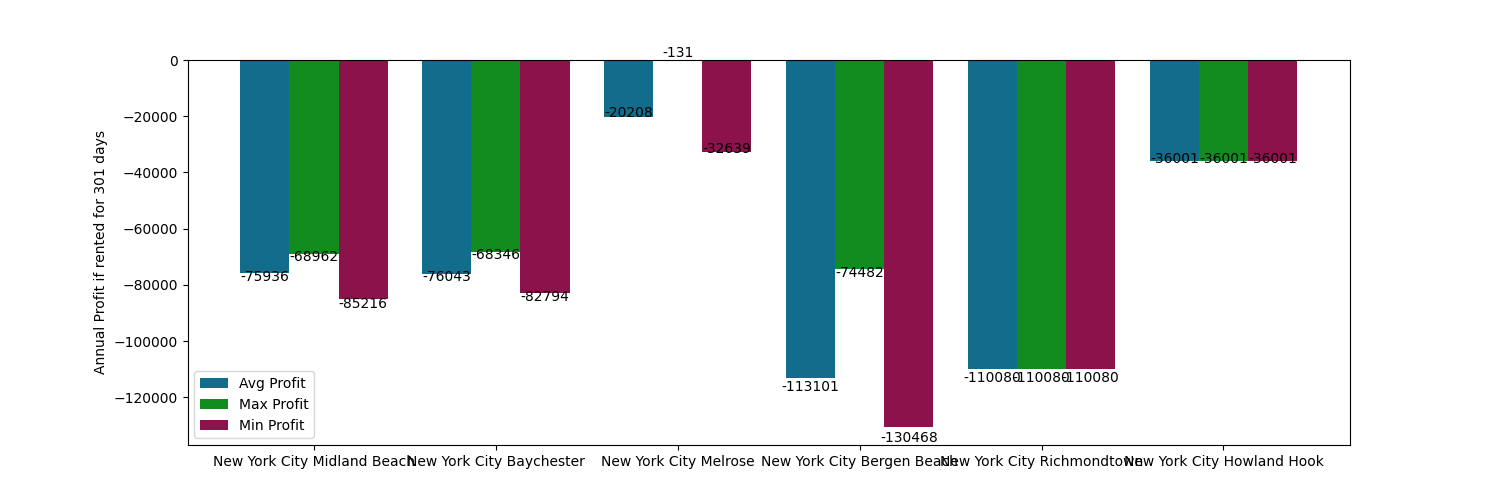 -131
0
-20000
-40000
-60000
-80000
-100000
-120000
Annual Profit if rented for 301 days
-75936
-68962
-85216
-76043
-68346
-82794
-20208
-32639
-113101
-74482
-130468
-110080
-110080
-110080
-36001
-36001
-36001
Avg Profit
Max Profit
Min Profit
New York City Midland Beach
New York City Baychester
New York City Melrose
New York City Bergen Beach
New York City Richmondtown
New York City Howland Hook